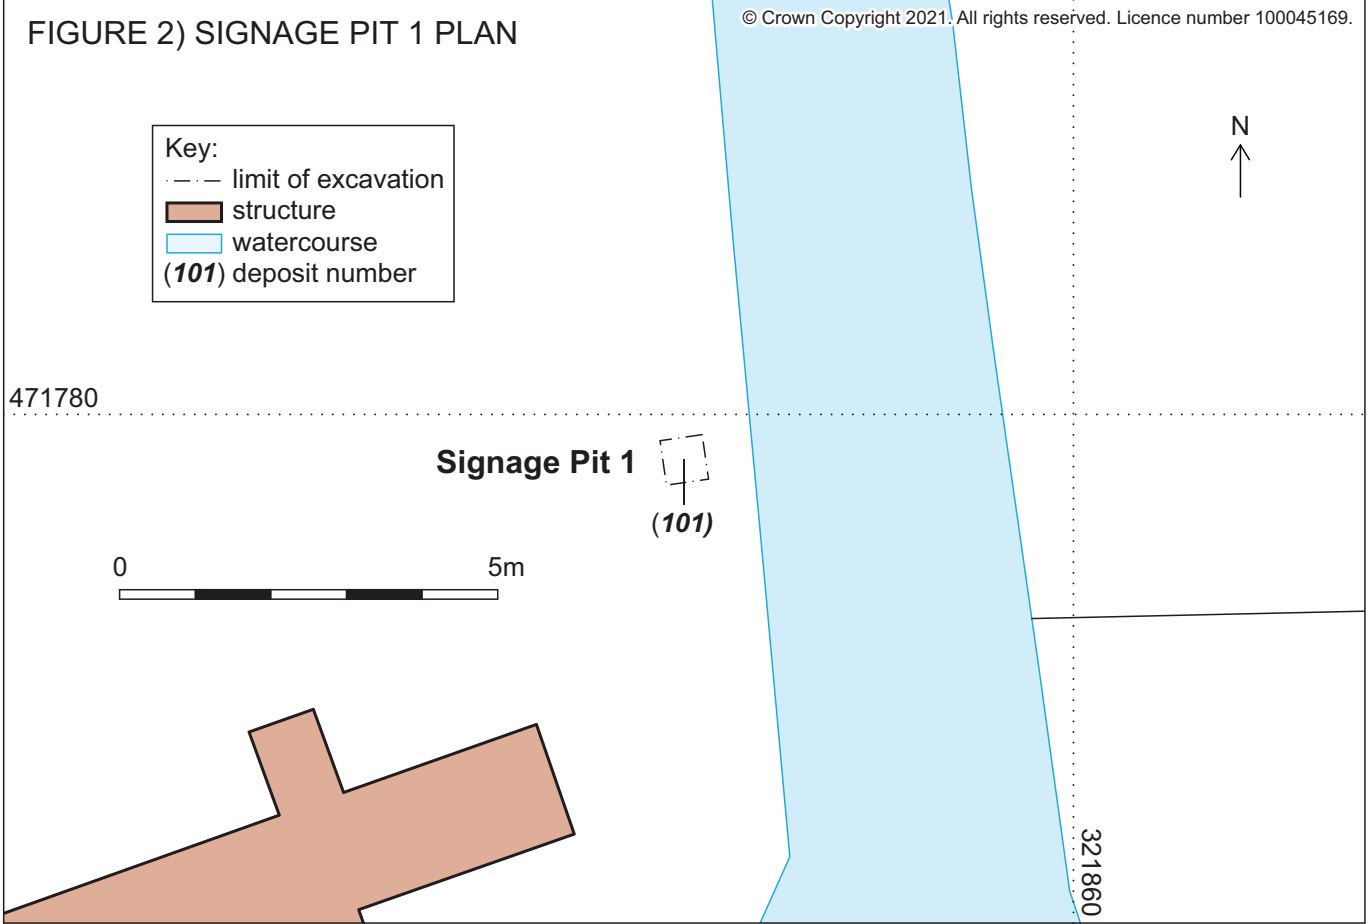 FIGURE 2) SIGNAGE PIT 1 PLAN
© Crown Copyright 2021. All rights reserved. Licence number 100045169.
N
Key:
limit of excavation
structure
watercourse
(101) deposit number
471780
Signage Pit 1
(101)
0 5m
321860